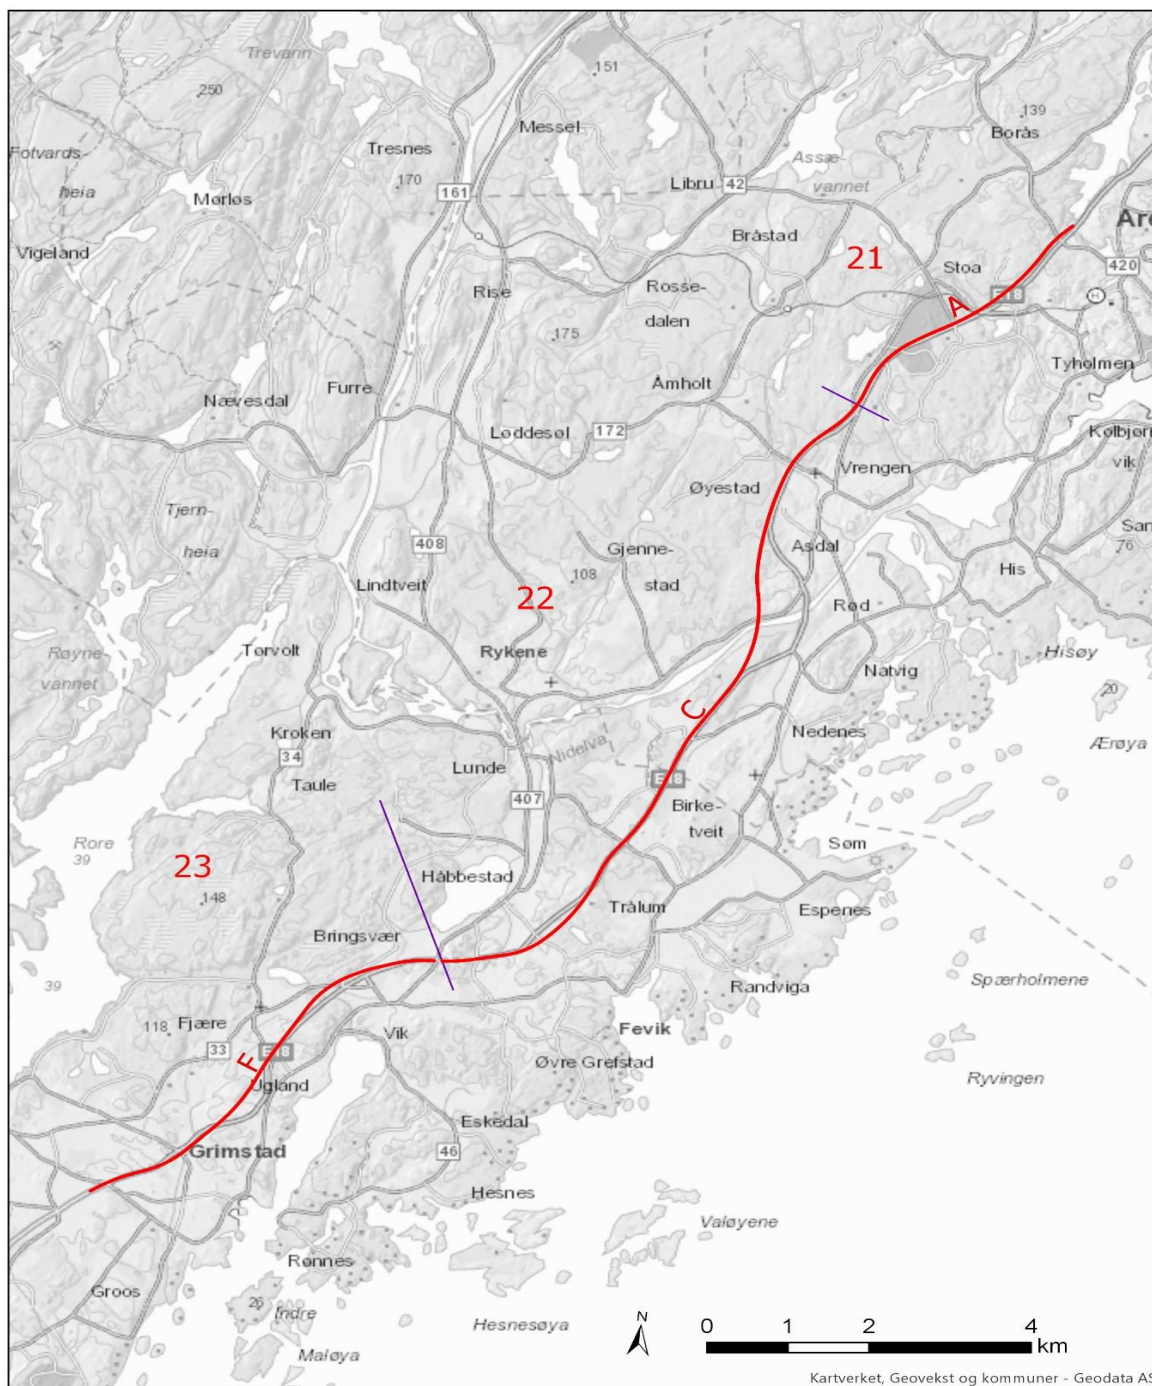 Trevann
250
151
Messel
139
Borås
Fotvards-
heia
Tresnes
170
161
Libru
42
Assæ-
vannet
Mørløs
Vigeland
Bråstad
21
Stoa
420
Rise
Rosse-
dalen
E18
H
A
175
Tyholmen
Åmholt
Furre
Nævesdal
Løddesøl
172
Kolbjørn
vik
Vrengen
Øyestad
Tjern-
heia
76
408
Gjenne-
stad
Asdal
Lindtveit
108
His
22
Rød
Røyne-
vannet
Torvolt
Rykene
Hisøy
Natvig
20
C
Kroken
34
Nidelva
Nedenes
Ærøya
Lunde
E18
Taule
407
Birke-
tveit
Rore
39
23
Søm
Håbbestad
148
Trålum
Espenes
Bringsvær
39
Randviga
Spærholmene
118
Fjære
Vik
Fevik
33
E18
F
Øvre Grefstad
Ryvingen
Ugland
Eskedal
Grimstad
46
Hesnes
Valøyene
Rønnes
Groos
26
Indre
Maløya
Hesnesøya
N
0 1 2 4
km
Kartverket, Geovekst og kommuner - Geodata AS